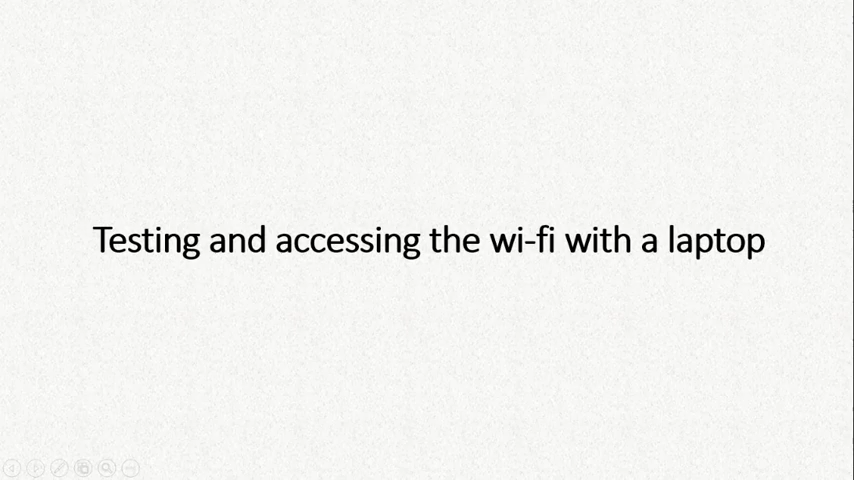 Testing and accessing the wi-fi with a laptop